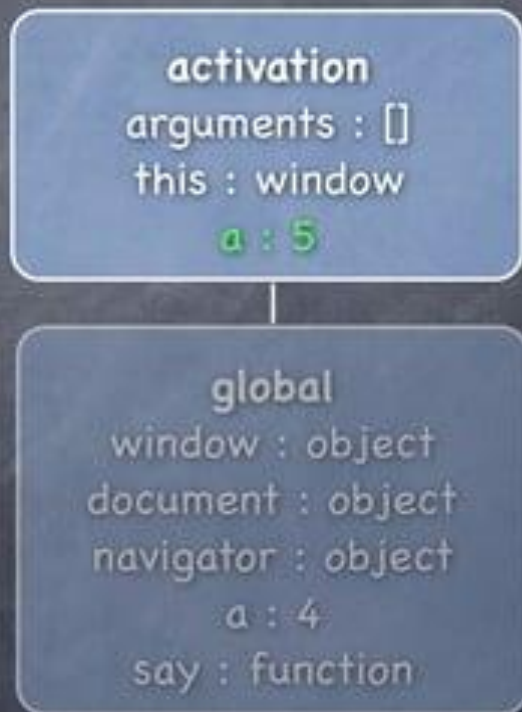 activation
arguments : []
this : window
a : 5
global
window : object
document : object
navigator : object
a : 4
say : function